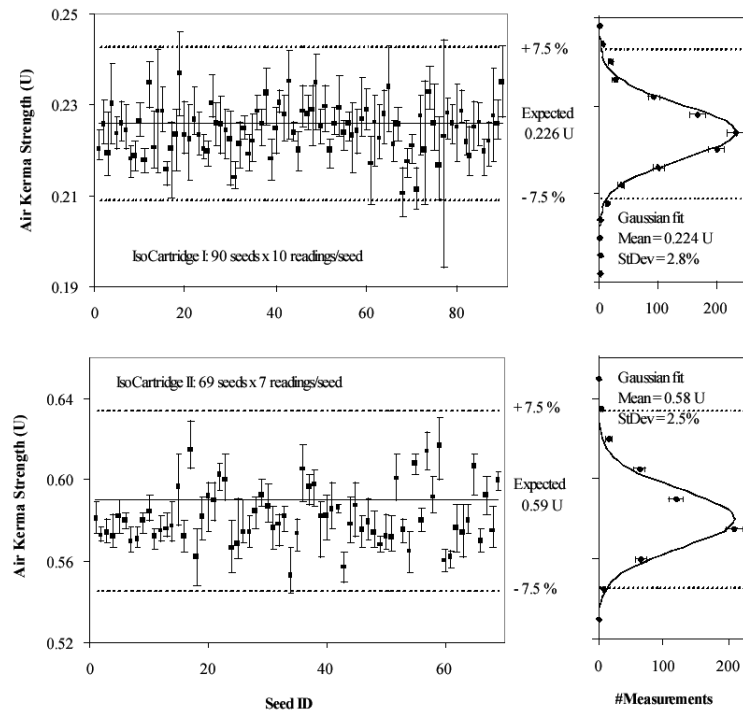 0.25
0.23
0.21
0.19
Air Kerma Strength (U)
IsoCartridge I: 90 seeds x 10 readings/seed
0
20
40
60
80
+7.5 %
Expected
0.226 U
-7.5 %
Gaussian fit
Mean = 0.224 U
StDev = 2.8%
0
100
200
0.64
0.60
0.56
0.52
Air Kerma Strength (U)
IsoCartridge II: 69 seeds x 7 readings/seed
0
20
40
60
Seed ID
+7.5 %
Expected
0.59 U
-7.5 %
Gaussian fit
Mean = 0.58 U
StDev = 2.5%
0
100
200
#Measurements